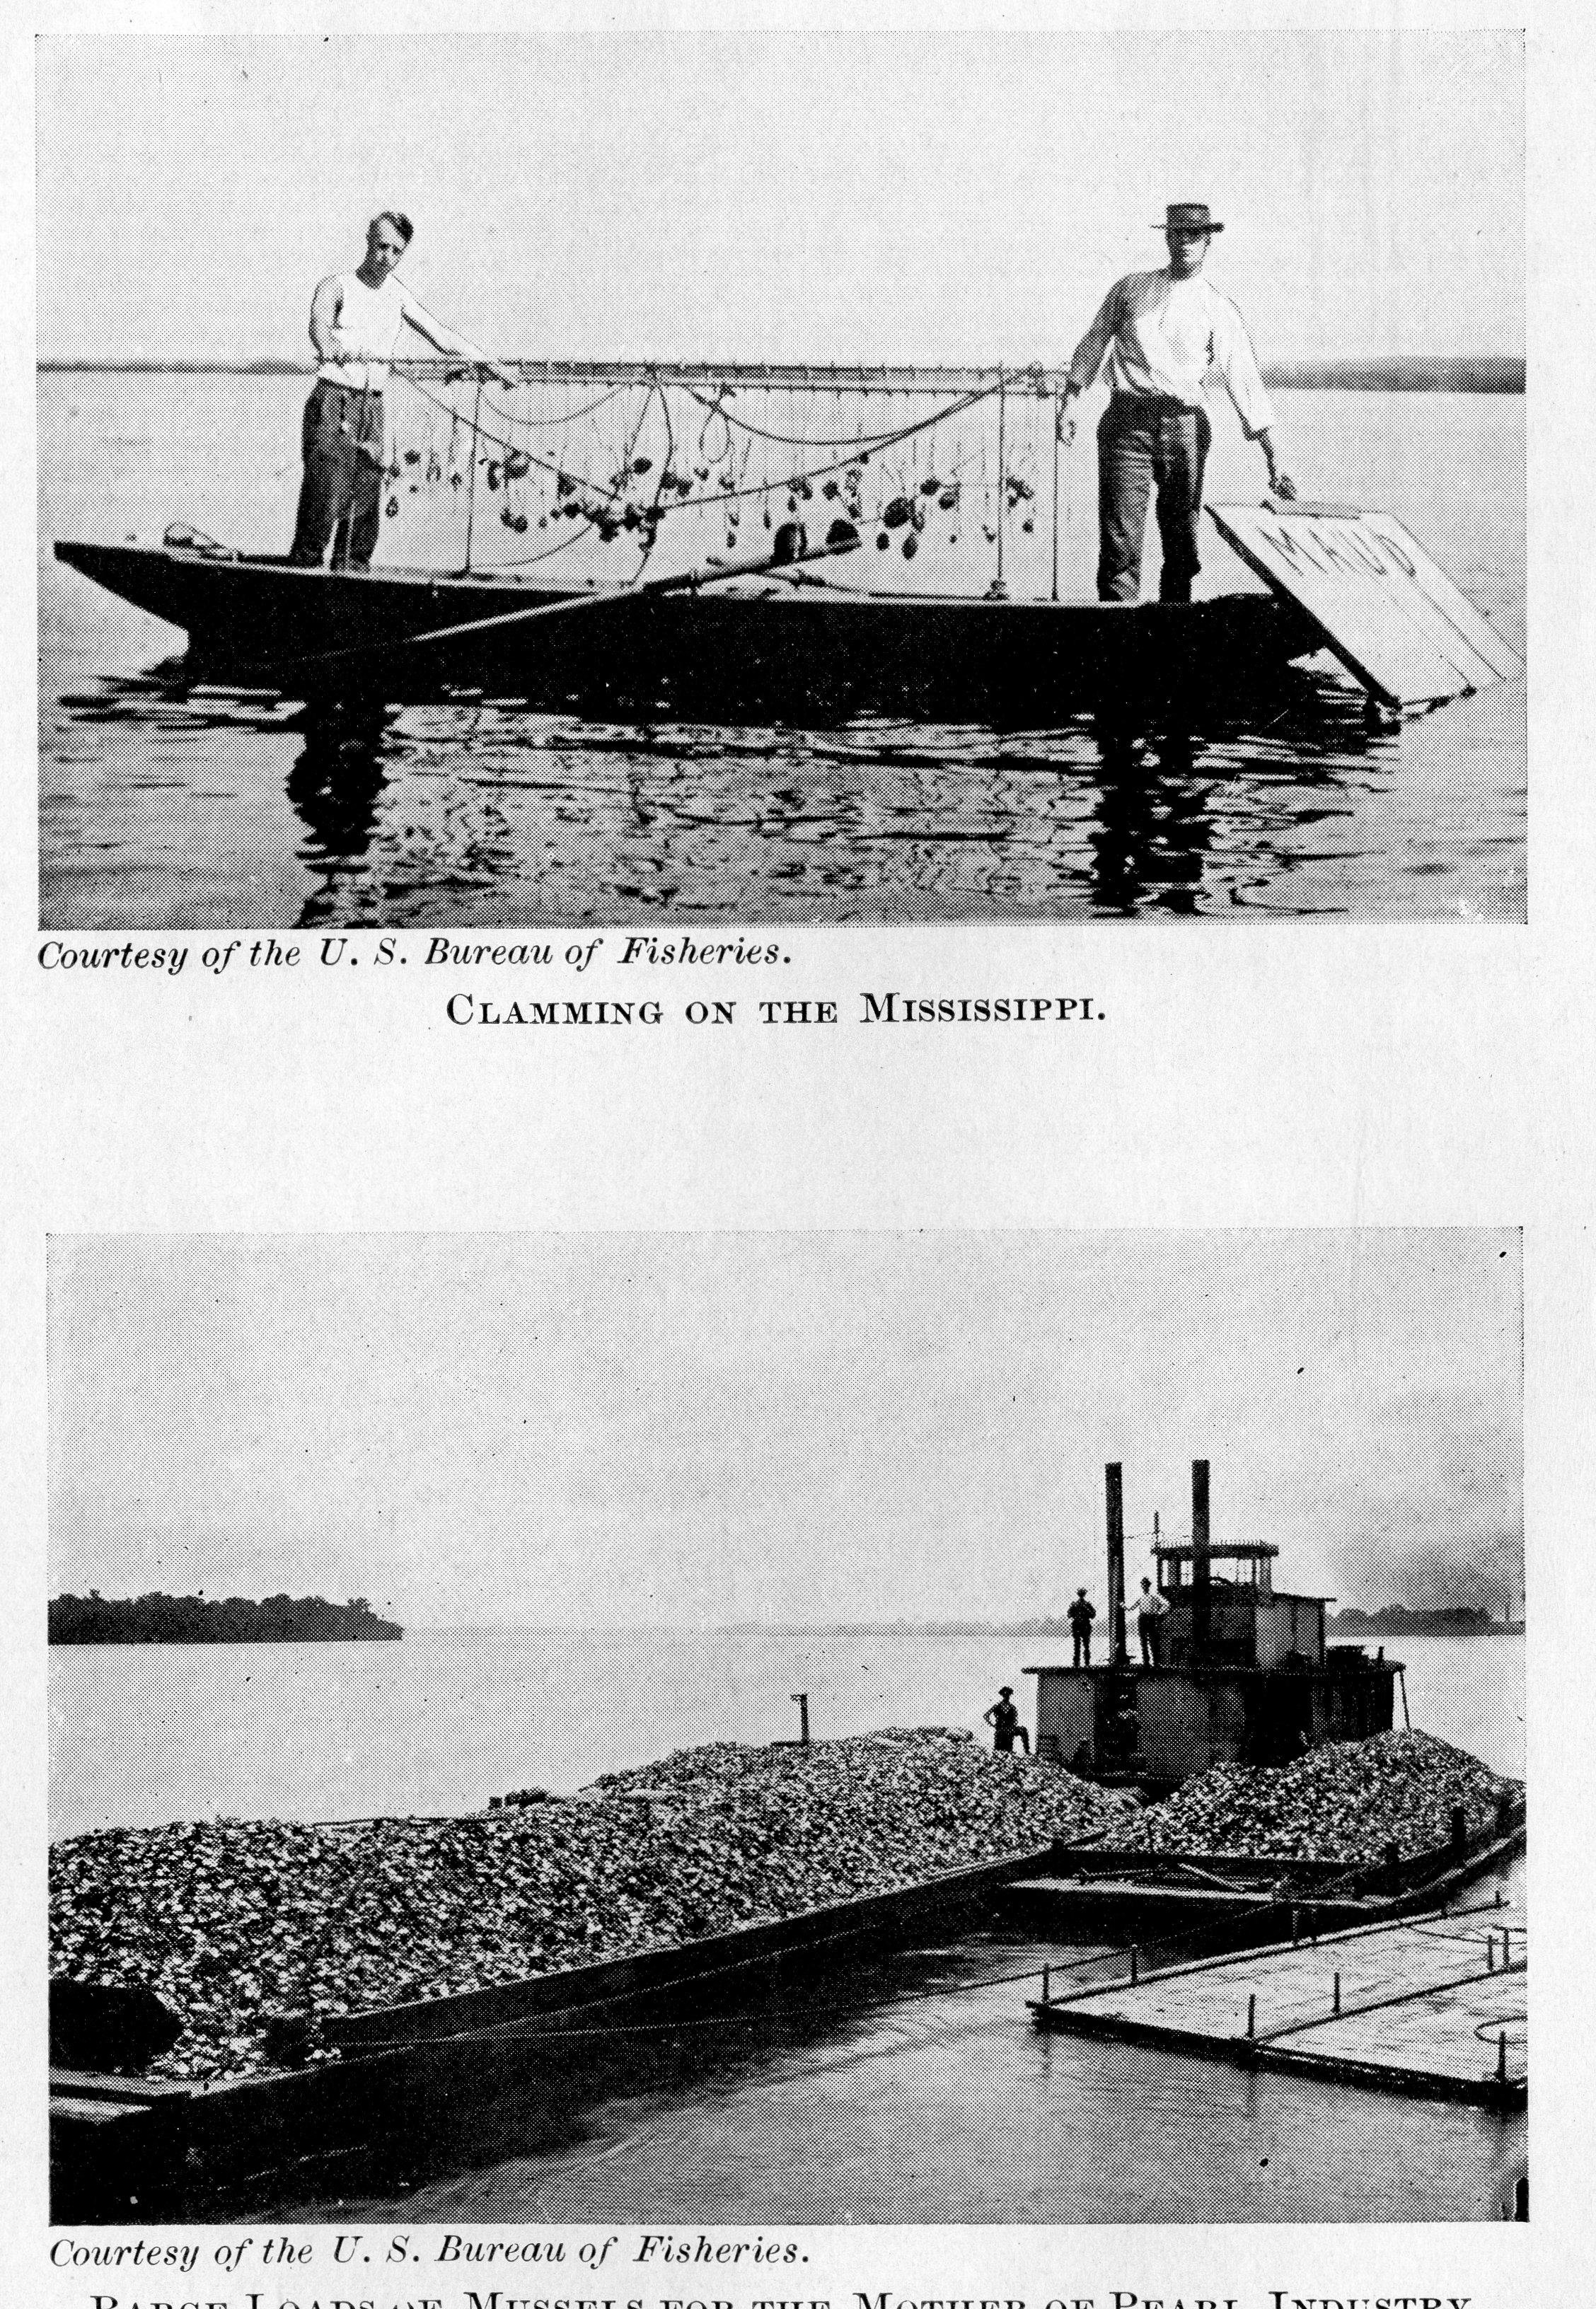 MAUD
Courtesy of the U. S. Bureau of Fisheries.
CLAMMING ON THE MISSISSIPPI.
Courtesy of the U. S. Bureau of Fisheries.
BARGE LOADS OF MUSSELS FOR THE MOTHER OF PEARL INDUSTRY